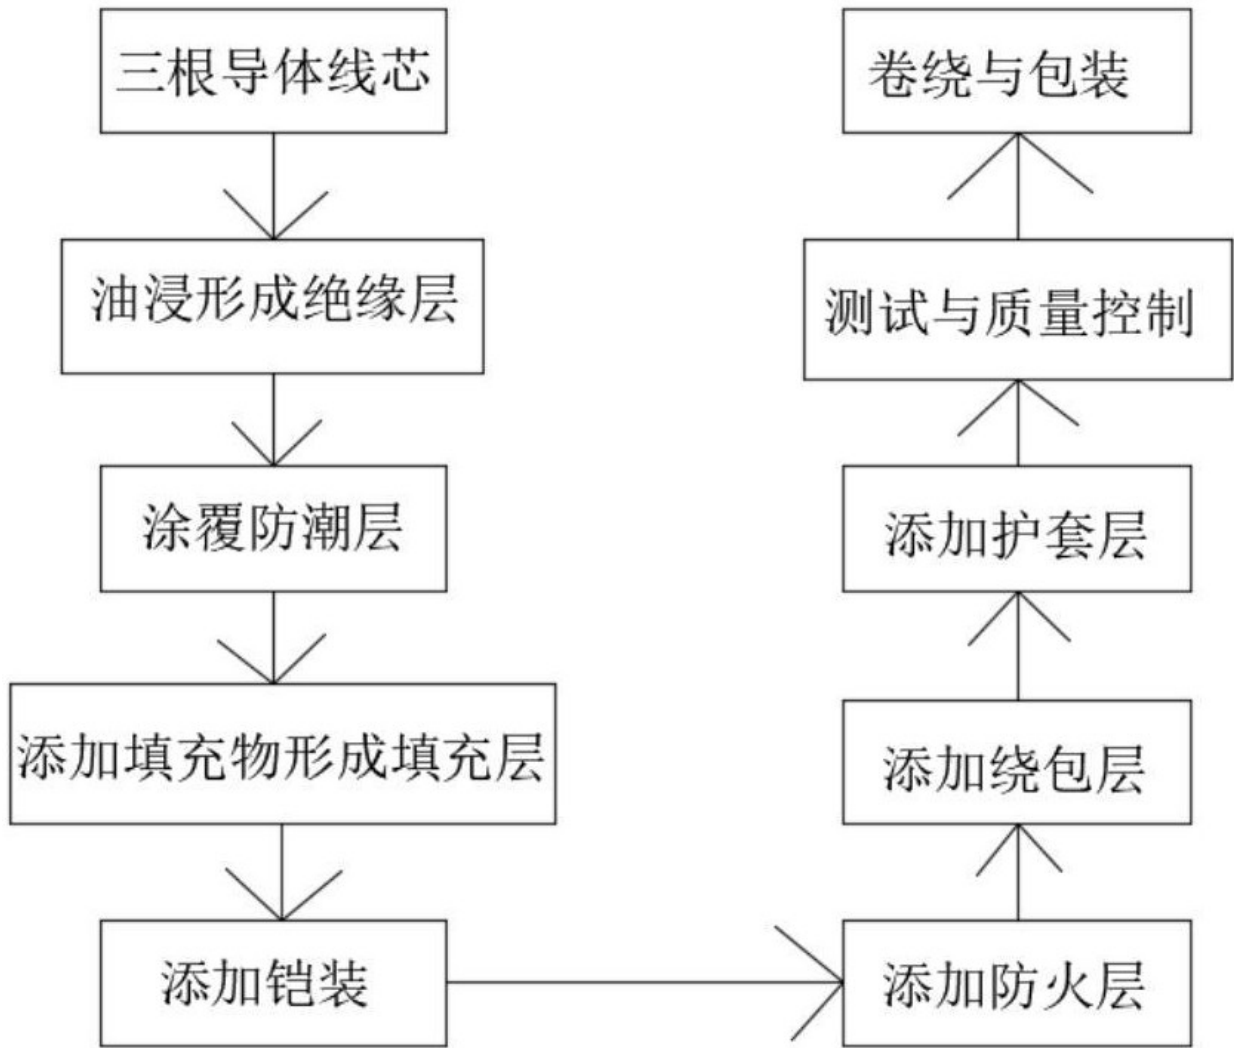 三根导体线芯
油浸形成绝缘层
涂覆防潮层
添加填充物形成填充层
添加铠装
添加防火层
添加绕包层
添加护套层
测试与质量控制
卷绕与包装